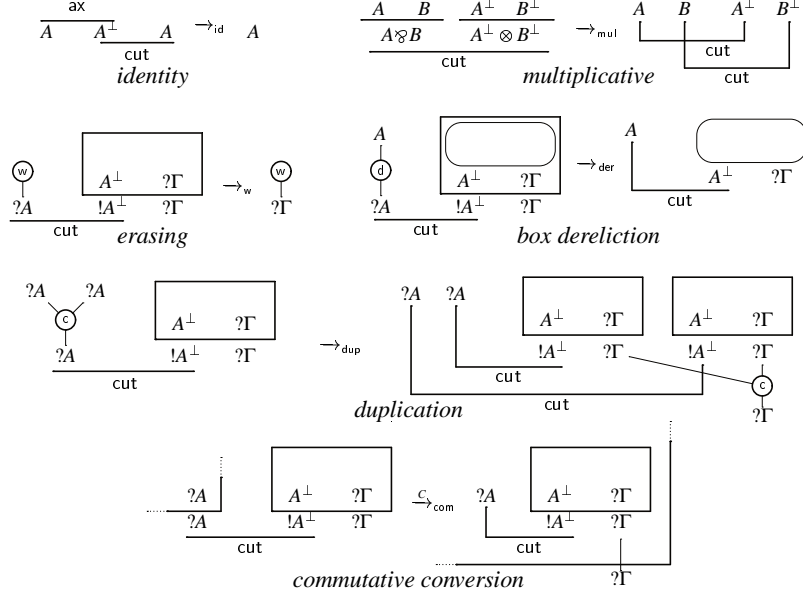 ax
A A⊥ A →id A
cut
identity
A B A⊥ B⊥ →mul A B A⊥ B⊥
A⅋B A⊥ ⊗ B⊥
cut cut cut
multiplicative
w A⊥ ?Γ →w w
?A !A⊥ ?Γ ?Γ
cut
erasing
A A
d A⊥ ?Γ →der A⊥ ?Γ
?A !A⊥ ?Γ
cut cut
box dereliction
?A ?A A⊥ ?Γ →dup ?A ?A A⊥ ?Γ A⊥ ?Γ
c
?A !A⊥ ?Γ !A⊥ ?Γ !A⊥ ?Γ
cut cut c
cut ?Γ
duplication
?A A⊥ ?Γ →C com ?A A⊥ ?Γ
?A !A⊥ ?Γ !A⊥ ?Γ
cut cut
?Γ
commutative conversion